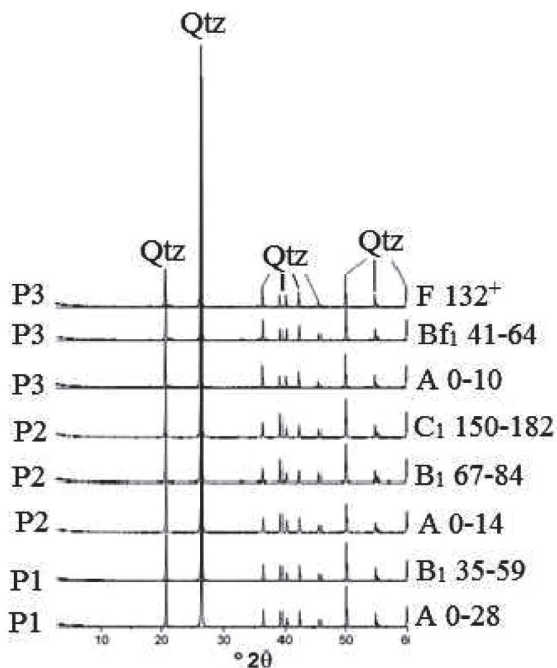 Qtz
Qtz Qtz Qtz
P3 F 132⁺
P3 Bf₁ 41-64
P3 A 0-10
P2 C₁ 150-182
P2 B₁ 67-84
P2 A 0-14
P1 B₁ 35-59
P1 A 0-28
10 20 30 40 50 6
° 2θ